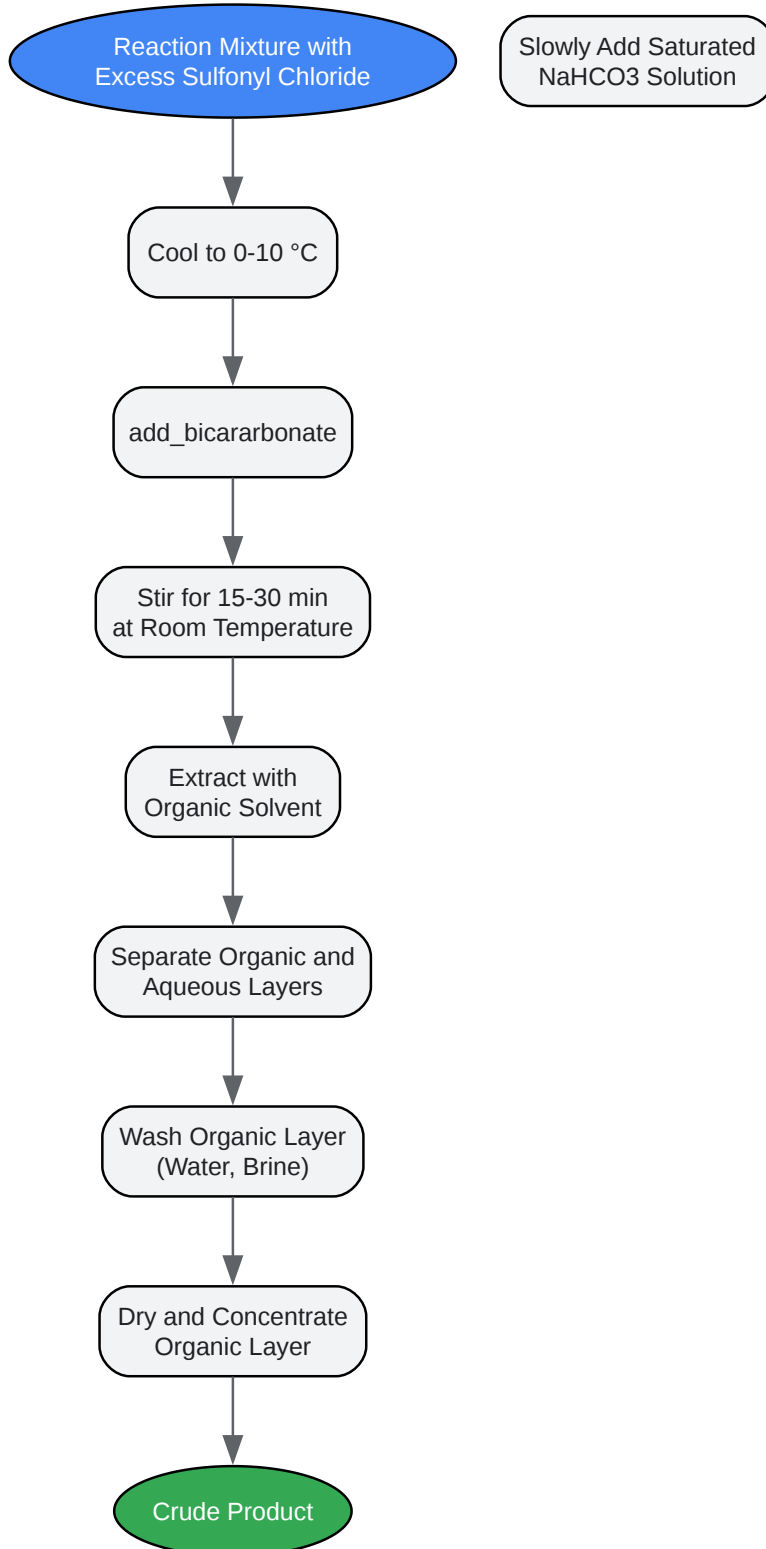 Reaction Mixture with
Excess Sulfonyl Chloride
Slowly Add Saturated
NaHCO3 Solution
Cool to 0-10 °C
add_bicararbonate
Stir for 15-30 min
at Room Temperature
Extract with
Organic Solvent
Separate Organic and
Aqueous Layers
Wash Organic Layer
(Water, Brine)
Dry and Concentrate
Organic Layer
Crude Product